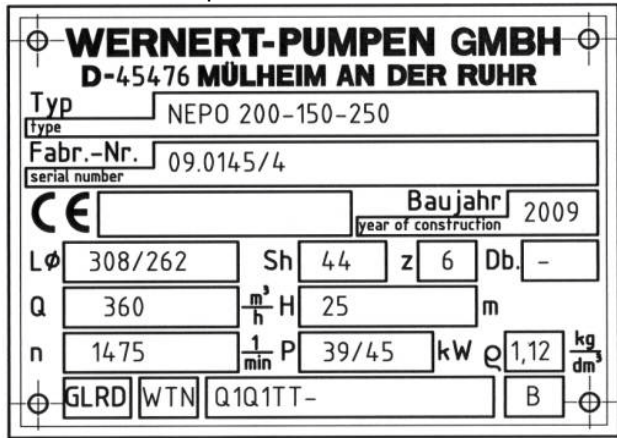 WERNERT-PUMPEN GMBH
D-45476 MÜLHEIM AN DER RUHR
Typ type NEPO 200-150-250
Fabr.-Nr. serial number 09.0145/4
CE Baujahr year of construction 2009
LØ 308/262 Sh 44 z 6 Db. -
Q 360 m³/h H 25 m
n 1475 1/min P 39/45 kW ϱ 1,12 kg/dm³
GLRD WTN Q1Q1TT- B